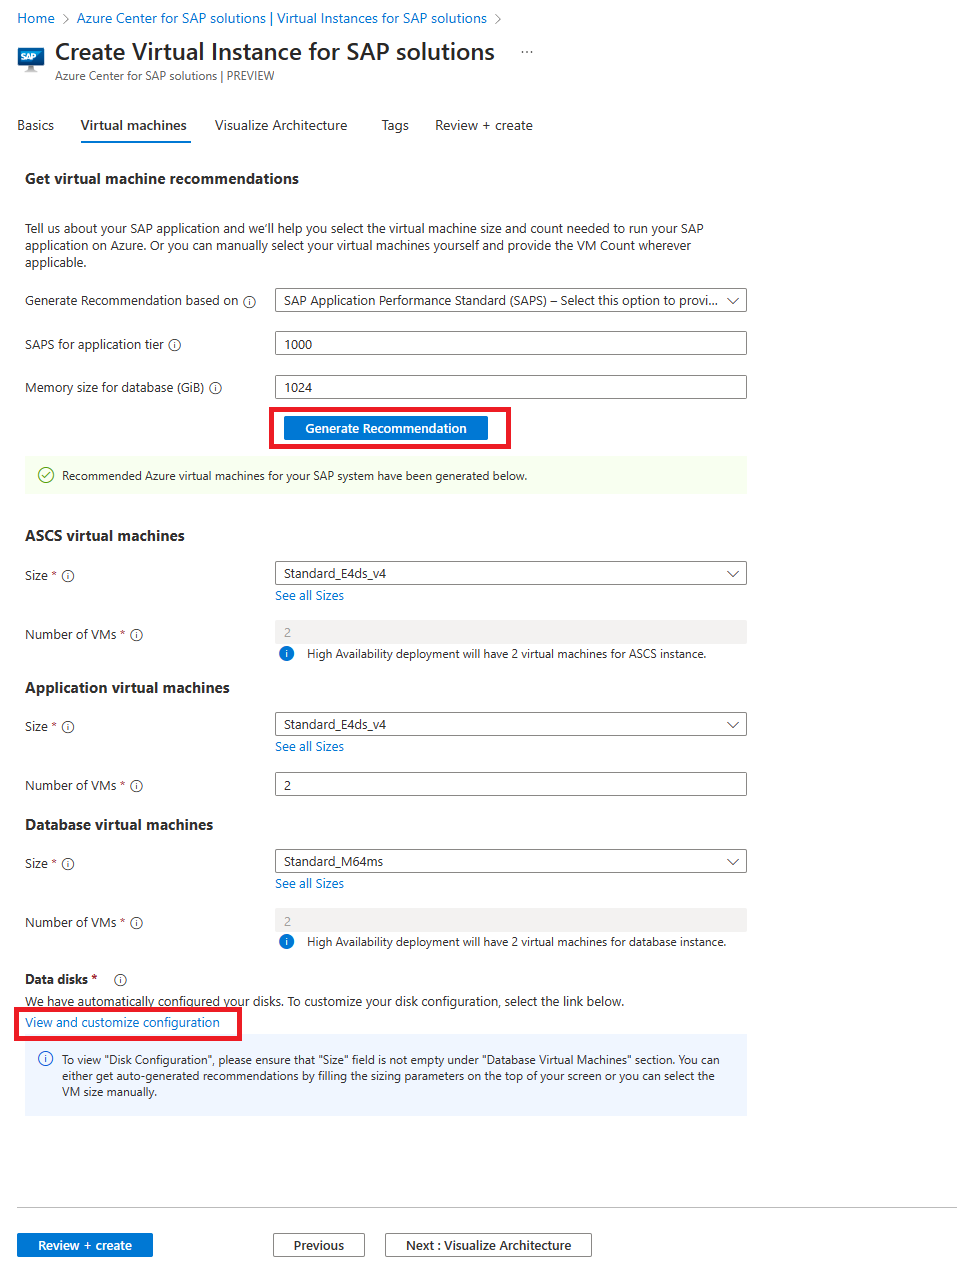 Home > Azure Center for SAP solutions | Virtual Instances for SAP solutions >
SAP
Create Virtual Instance for SAP solutions ...
Azure Center for SAP solutions | PREVIEW
Basics Virtual machines Visualize Architecture Tags Review + create
Get virtual machine recommendations
Tell us about your SAP application and we'll help you select the virtual machine size and count needed to run your SAP
application on Azure. Or you can manually select your virtual machines yourself and provide the VM Count wherever
applicable.
Generate Recommendation based on SAP Application Performance Standard (SAPS) – Select this option to provi...
SAPS for application tier 1000
Memory size for database (GiB) 1024
Generate Recommendation
Recommended Azure virtual machines for your SAP system have been generated below.
ASCS virtual machines
Size * Standard_E4ds_v4
See all Sizes
Number of VMs * 2
High Availability deployment will have 2 virtual machines for ASCS instance.
Application virtual machines
Size * Standard_E4ds_v4
See all Sizes
Number of VMs * 2
Database virtual machines
Size * Standard_M64ms
See all Sizes
Number of VMs * 2
High Availability deployment will have 2 virtual machines for database instance.
Data disks *
We have automatically configured your disks. To customize your disk configuration, select the link below.
View and customize configuration
To view "Disk Configuration", please ensure that "Size" field is not empty under "Database Virtual Machines" section. You can
either get auto-generated recommendations by filling the sizing parameters on the top of your screen or you can select the
VM size manually.
Review + create Previous Next : Visualize Architecture